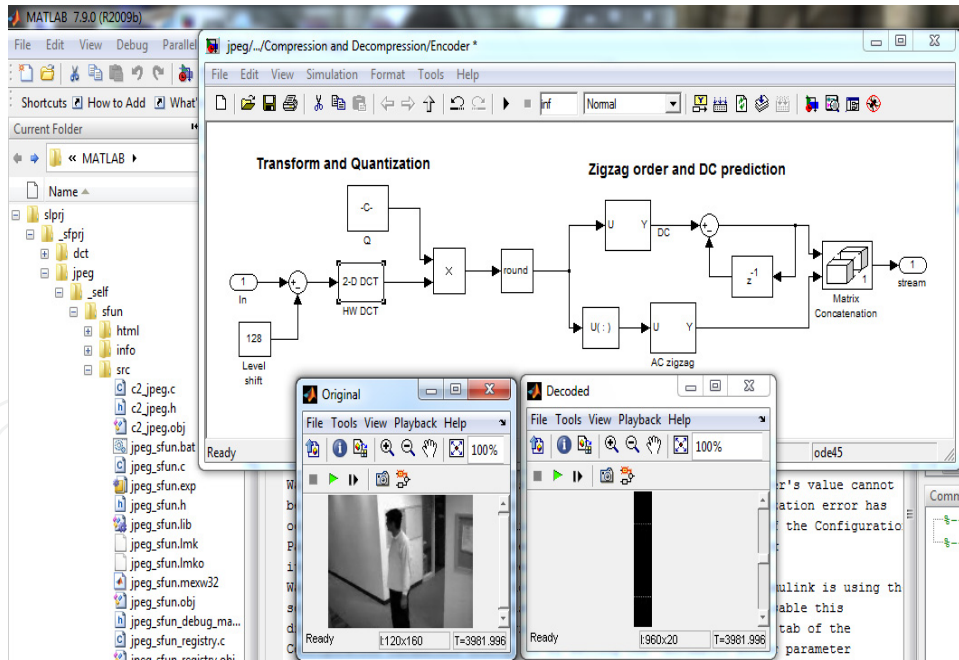 MATLAB 7.9.0 (R2009b)
File Edit View Debug Parallel
Shortcuts How to Add What'
Current Folder
« MATLAB
Name
slprj
_sfprj
dct
jpeg
_self
sfun
html
info
src
c2_jpeg.c
c2_jpeg.h
c2_jpeg.obj
jpeg_sfun.bat
jpeg_sfun.c
jpeg_sfun.exp
jpeg_sfun.h
jpeg_sfun.lib
jpeg_sfun.lmk
jpeg_sfun.lmko
jpeg_sfun.mexw32
jpeg_sfun.obj
jpeg_sfun_debug_ma...
jpeg_sfun_registry.c
jpeg_sfun_registry.obj
jpeg/.../Compression and Decompression/Encoder *
File Edit View Simulation Format Tools Help
inf Normal
Transform and Quantization
Zigzag order and DC prediction
-C-
Q
1
In
+
-
2-D DCT
HW DCT
128
Level
shift
X
round
U Y
DC
+
-
z-1
U( : )
U Y
AC zigzag
1
Matrix
Concatenation
1
stream
Ready
ode45
Original
File Tools View Playback Help
100%
Ready I:120x160 T=3981.996
Decoded
File Tools View Playback Help
100%
Ready I:960x20 T=3981.996
er's value cannot
ation error has
f the Configuratio
ulink is using th
able this
tab of the
parameter
Comm